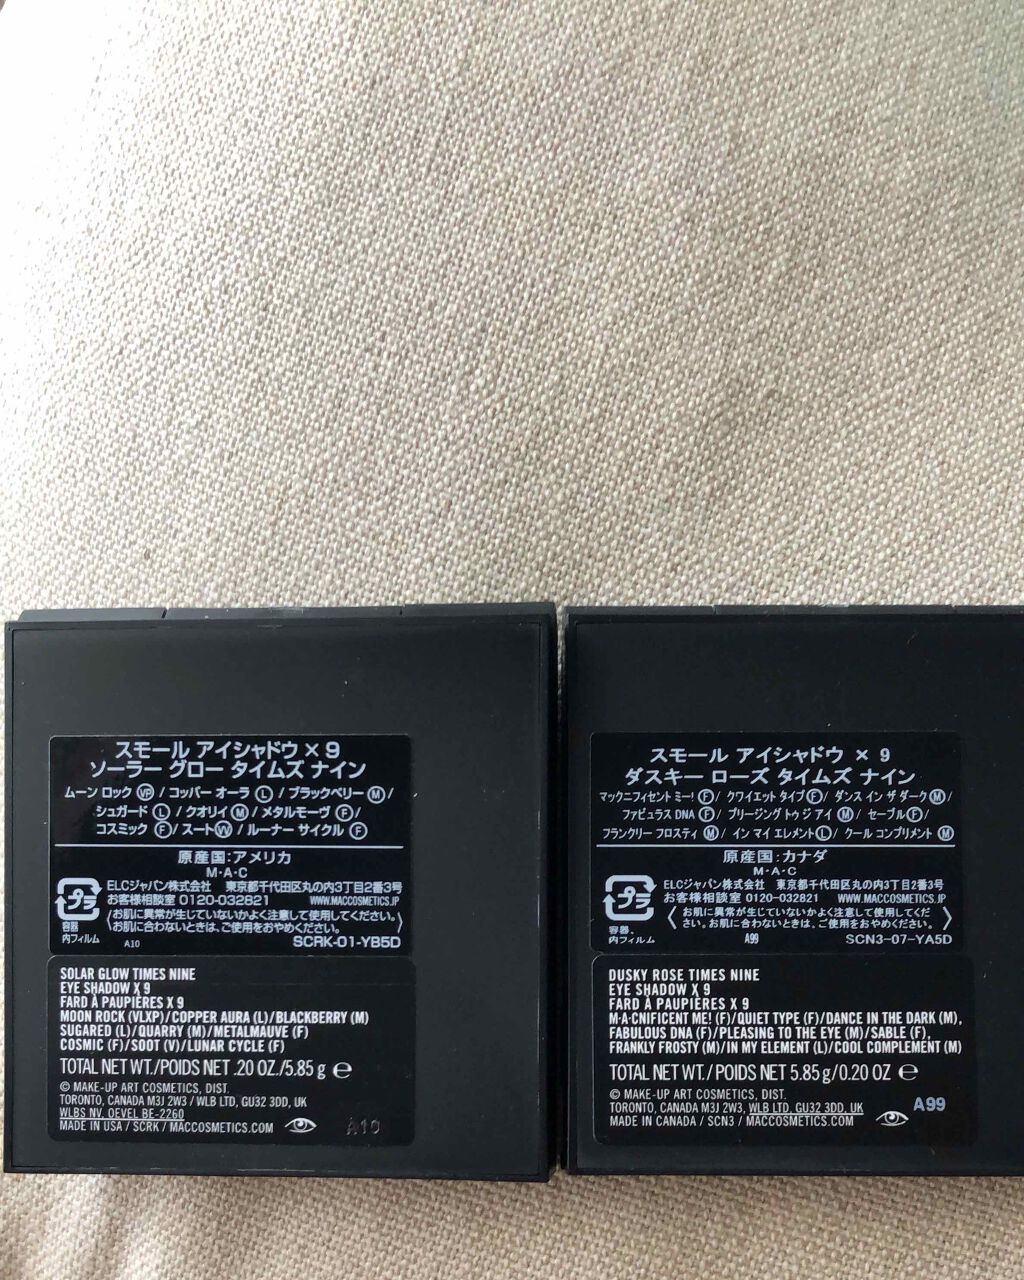 スモール アイシャドウ × 9
ソーラー グロー タイムズ ナイン
ムーン ロック VP / コッパー オーラ L / ブラックベリー M /
シュガード L / クオリイ M / メタルモーヴ F /
コスミック F / スート W / ルーナー サイクル F
原産国:アメリカ
M・A・C
プラ
容器
内フィルム
ELCジャパン株式会社 東京都千代田区丸の内3丁目2番3号
お客様相談室 0120-032821 WWW.MACCOSMETICS.JP
お肌に異常が生じていないかよく注意して使用してください。
お肌に合わないときは、ご使用をおやめください。
A10 SCRK-01-YB5D
SOLAR GLOW TIMES NINE
EYE SHADOW X 9
FARD À PAUPIÈRES X 9
MOON ROCK (VLXP)/COPPER AURA (L)/BLACKBERRY (M)
SUGARED (L)/QUARRY (M)/METALMAUVE (F)
COSMIC (F)/SOOT (V)/LUNAR CYCLE (F)
TOTAL NET WT./POIDS NET .20 OZ./5.85 g ℮
© MAKE-UP ART COSMETICS, DIST.
TORONTO, CANADA M3J 2W3 / WLB LTD, GU32 3DD, UK
WLBS NV. OEVEL BE-2260
MADE IN USA / SCRK / MACCOSMETICS.COM
A10
スモール アイシャドウ × 9
ダスキー ローズ タイムズ ナイン
マックニフィセント ミー! F / クワイエット タイプ F / ダンス イン ザ ダーク M /
ファビュラス DNA F / プリージング トゥ ジ アイ M / セーブル F /
フランクリー フロスティ M / イン マイ エレメント L / クール コンプリメント M
原産国:カナダ
M・A・C
プラ
容器、
内フィルム
ELCジャパン株式会社 東京都千代田区丸の内3丁目2番3号
お客様相談室 0120-032821 WWW.MACCOSMETICS.JP
お肌に異常が生じていないかよく注意して使用してくだ
さい。お肌に合わないときは、ご使用をおやめください。
A99 SCN3-07-YA5D
DUSKY ROSE TIMES NINE
EYE SHADOW X 9
FARD À PAUPIÈRES X 9
M·A·CNIFICENT ME! (F)/QUIET TYPE (F)/DANCE IN THE DARK (M),
FABULOUS DNA (F)/PLEASING TO THE EYE (M)/SABLE (F),
FRANKLY FROSTY (M)/IN MY ELEMENT (L)/COOL COMPLEMENT (M)
TOTAL NET WT./POIDS NET 5.85 g/0.20 OZ ℮
© MAKE-UP ART COSMETICS, DIST.
TORONTO, CANADA M3J 2W3, WLB LTD, GU32 3DD, UK
MADE IN CANADA / SCN3 / MACCOSMETICS.COM
A99